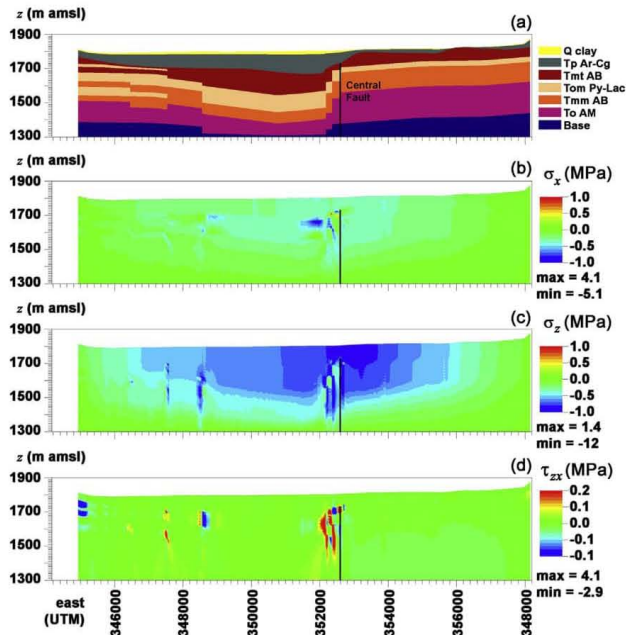 z (m amsl)
(a)
1900
1700
1500
1300
Central
Fault
Q clay
Tp Ar-Cg
Tmt AB
Tom Py-Lac
Tmm AB
To AM
Base
z (m amsl)
(b)
σx (MPa)
1900
1700
1500
1300
1.0
0.5
0.0
-0.5
-1.0
max = 4.1
min = -5.1
z (m amsl)
(c)
σz (MPa)
1900
1700
1500
1300
1.0
0.5
0.0
-0.5
-1.0
max = 1.4
min = -12
z (m amsl)
(d)
τzx (MPa)
1900
1700
1500
1300
0.2
0.1
0.0
-0.1
-0.1
max = 4.1
min = -2.9
east
(UTM)
346000
348000
350000
352000
354000
356000
348000